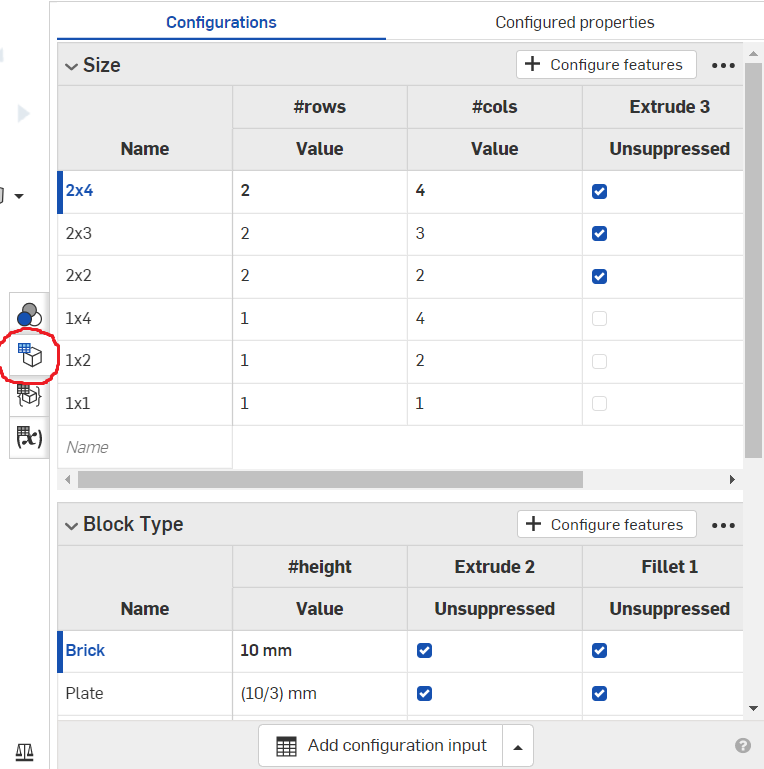 Configurations Configured properties
Size + Configure features •••
#rows #cols Extrude 3
Name Value Value Unsuppressed
2x4 2 4
2x3 2 3
2x2 2 2
1x4 1 4
1x2 1 2
1x1 1 1
Name
Block Type + Configure features •••
#height Extrude 2 Fillet 1
Name Value Unsuppressed Unsuppressed
Brick 10 mm
Plate (10/3) mm
(x)
Add configuration input ?